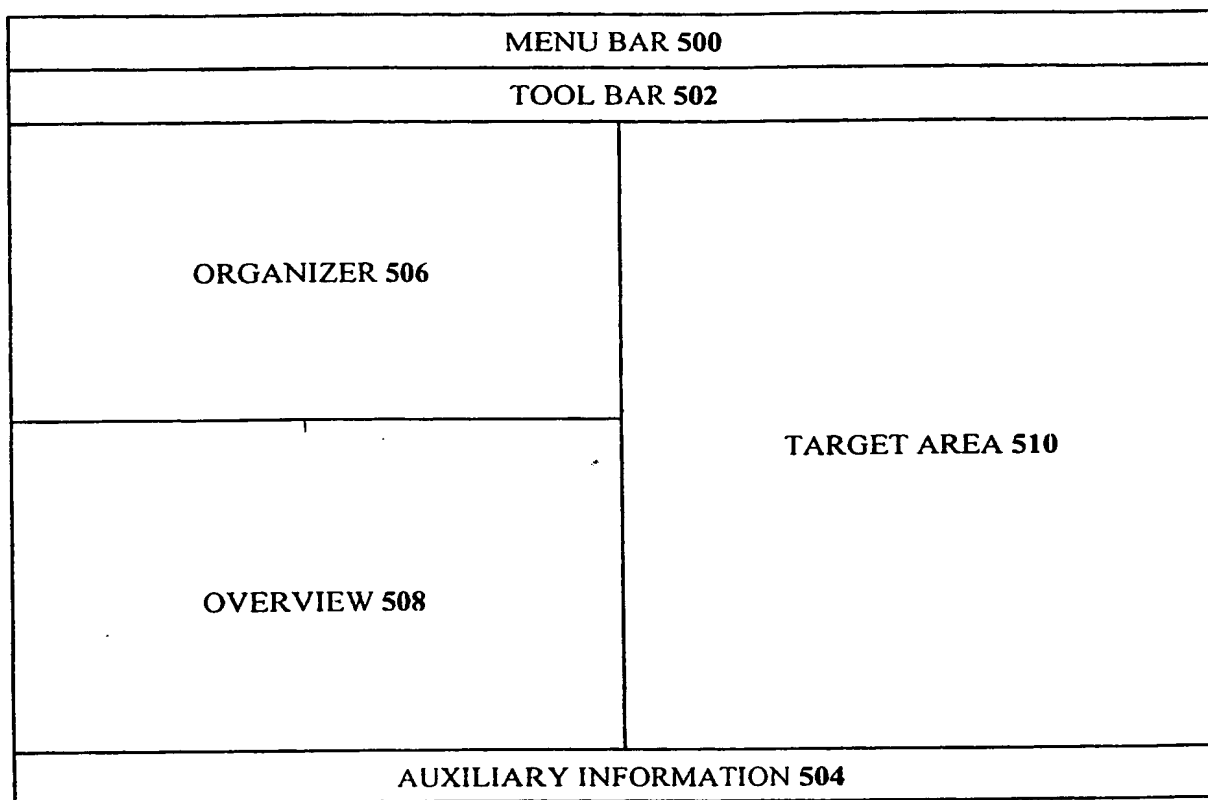 MENU BAR 500
TOOL BAR 502
ORGANIZER 506
TARGET AREA 510
OVERVIEW 508
AUXILIARY INFORMATION 504